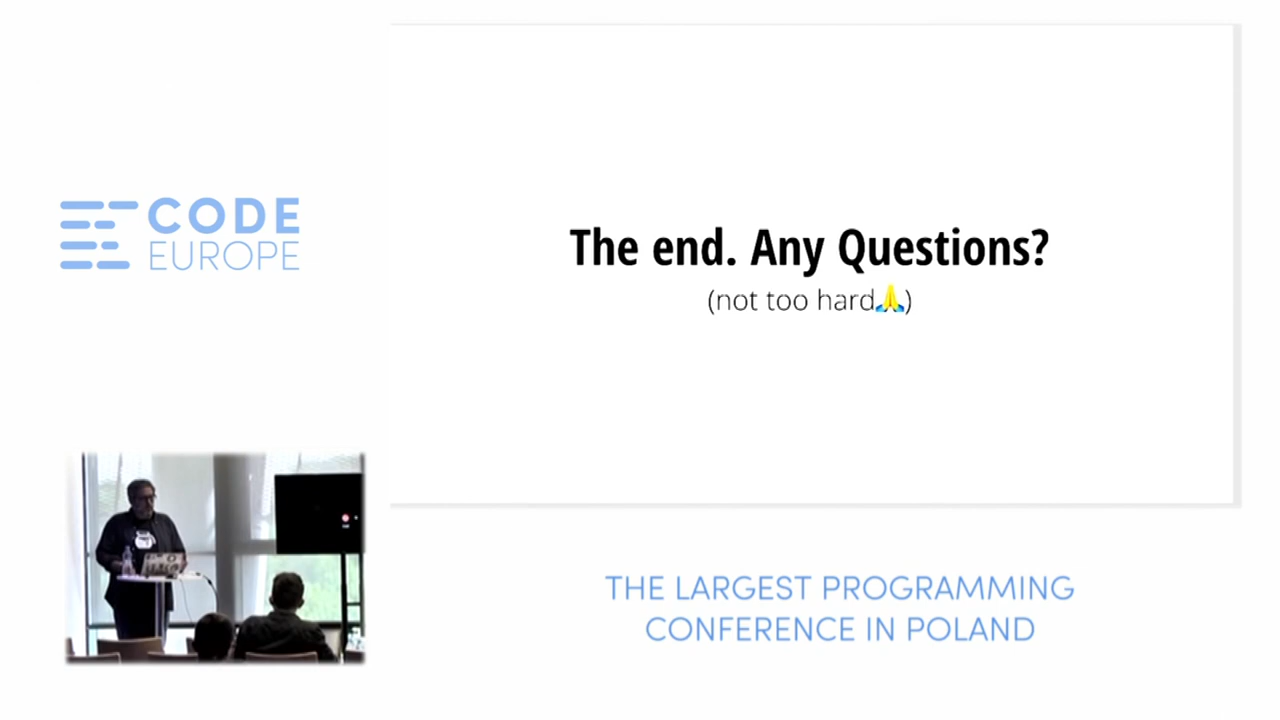 CODE
EUROPE
The end. Any Questions?
(not too hard🙏)
THE LARGEST PROGRAMMING
CONFERENCE IN POLAND